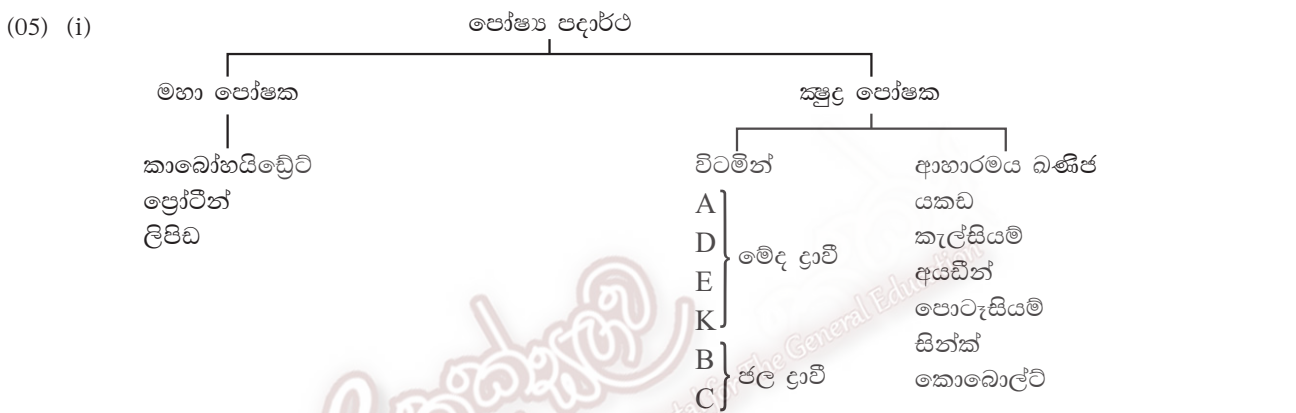 (05) (i) පෝෂ්‍ය පදාර්ථ
මහා පෝෂක
ක්‍ෂුද්‍ර පෝෂක
කාබෝහයිඩ්‍රේට්
ප්‍රෝටීන්
ලිපිඩ
විටමින්
A
D
E
K
මේද ද්‍රාවී
B
C
ජල ද්‍රාවී
ආහාරමය ඛණිජ
යකඩ
කැල්සියම්
අයඩීන්
පොටෑසියම්
සින්ක්
කොබොල්ට්